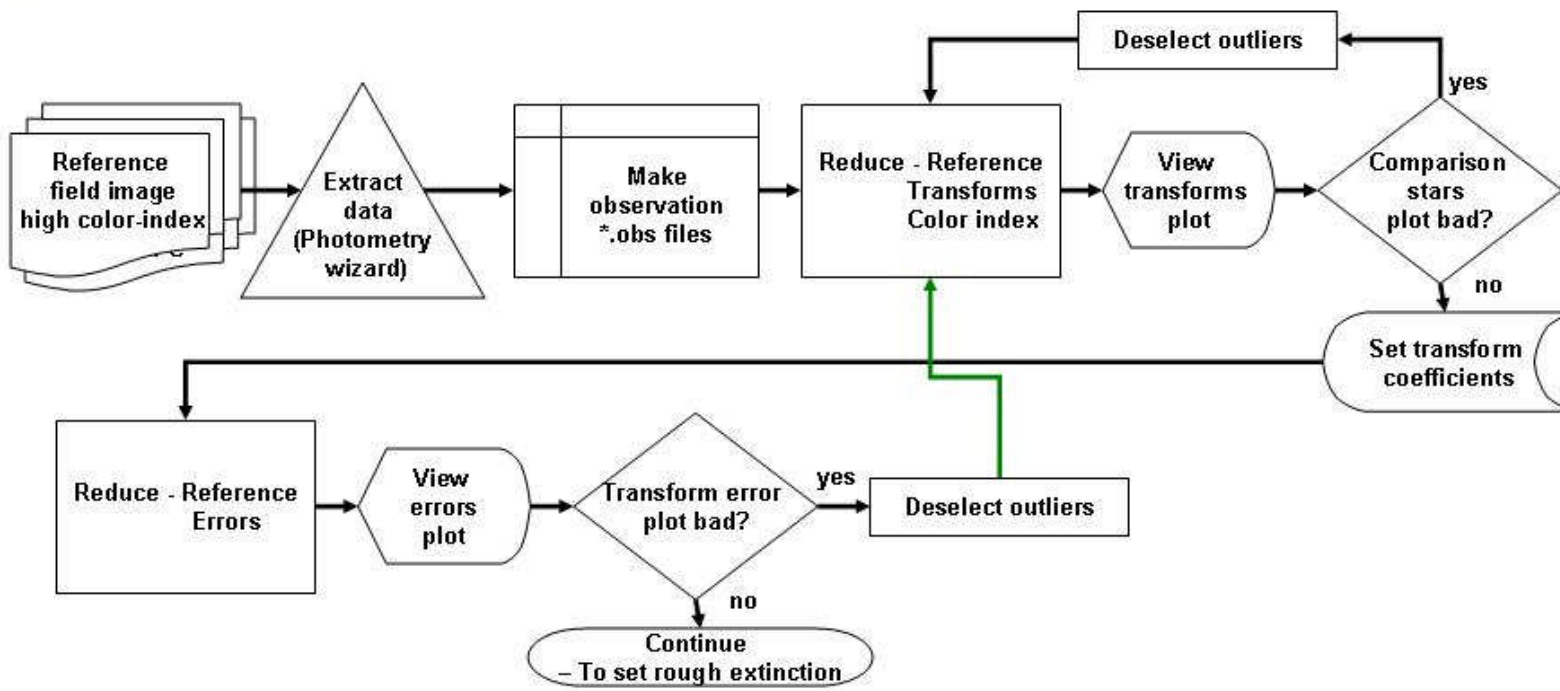 Reference
field image
high color-index
Extract
data
(Photometry
wizard)
Make
observation
*.obs files
Reduce - Reference
Transforms
Color index
View
transforms
plot
Comparison
stars
plot bad?
yes
Deselect outliers
no
Set transform
coefficients
Reduce - Reference
Errors
View
errors
plot
Transform error
plot bad?
yes
Deselect outliers
no
Continue
– To set rough extinction